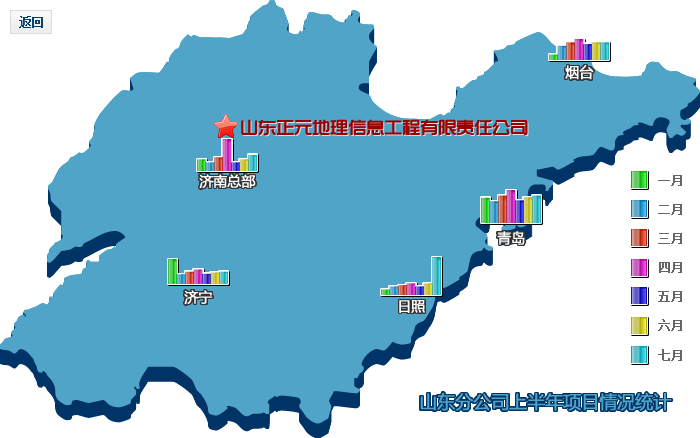 返回
烟台
山东正元地理信息工程有限责任公司
济南总部
一月
二月
青岛
三月
四月
济宁
五月
日照
六月
七月
山东分公司上半年项目情况统计